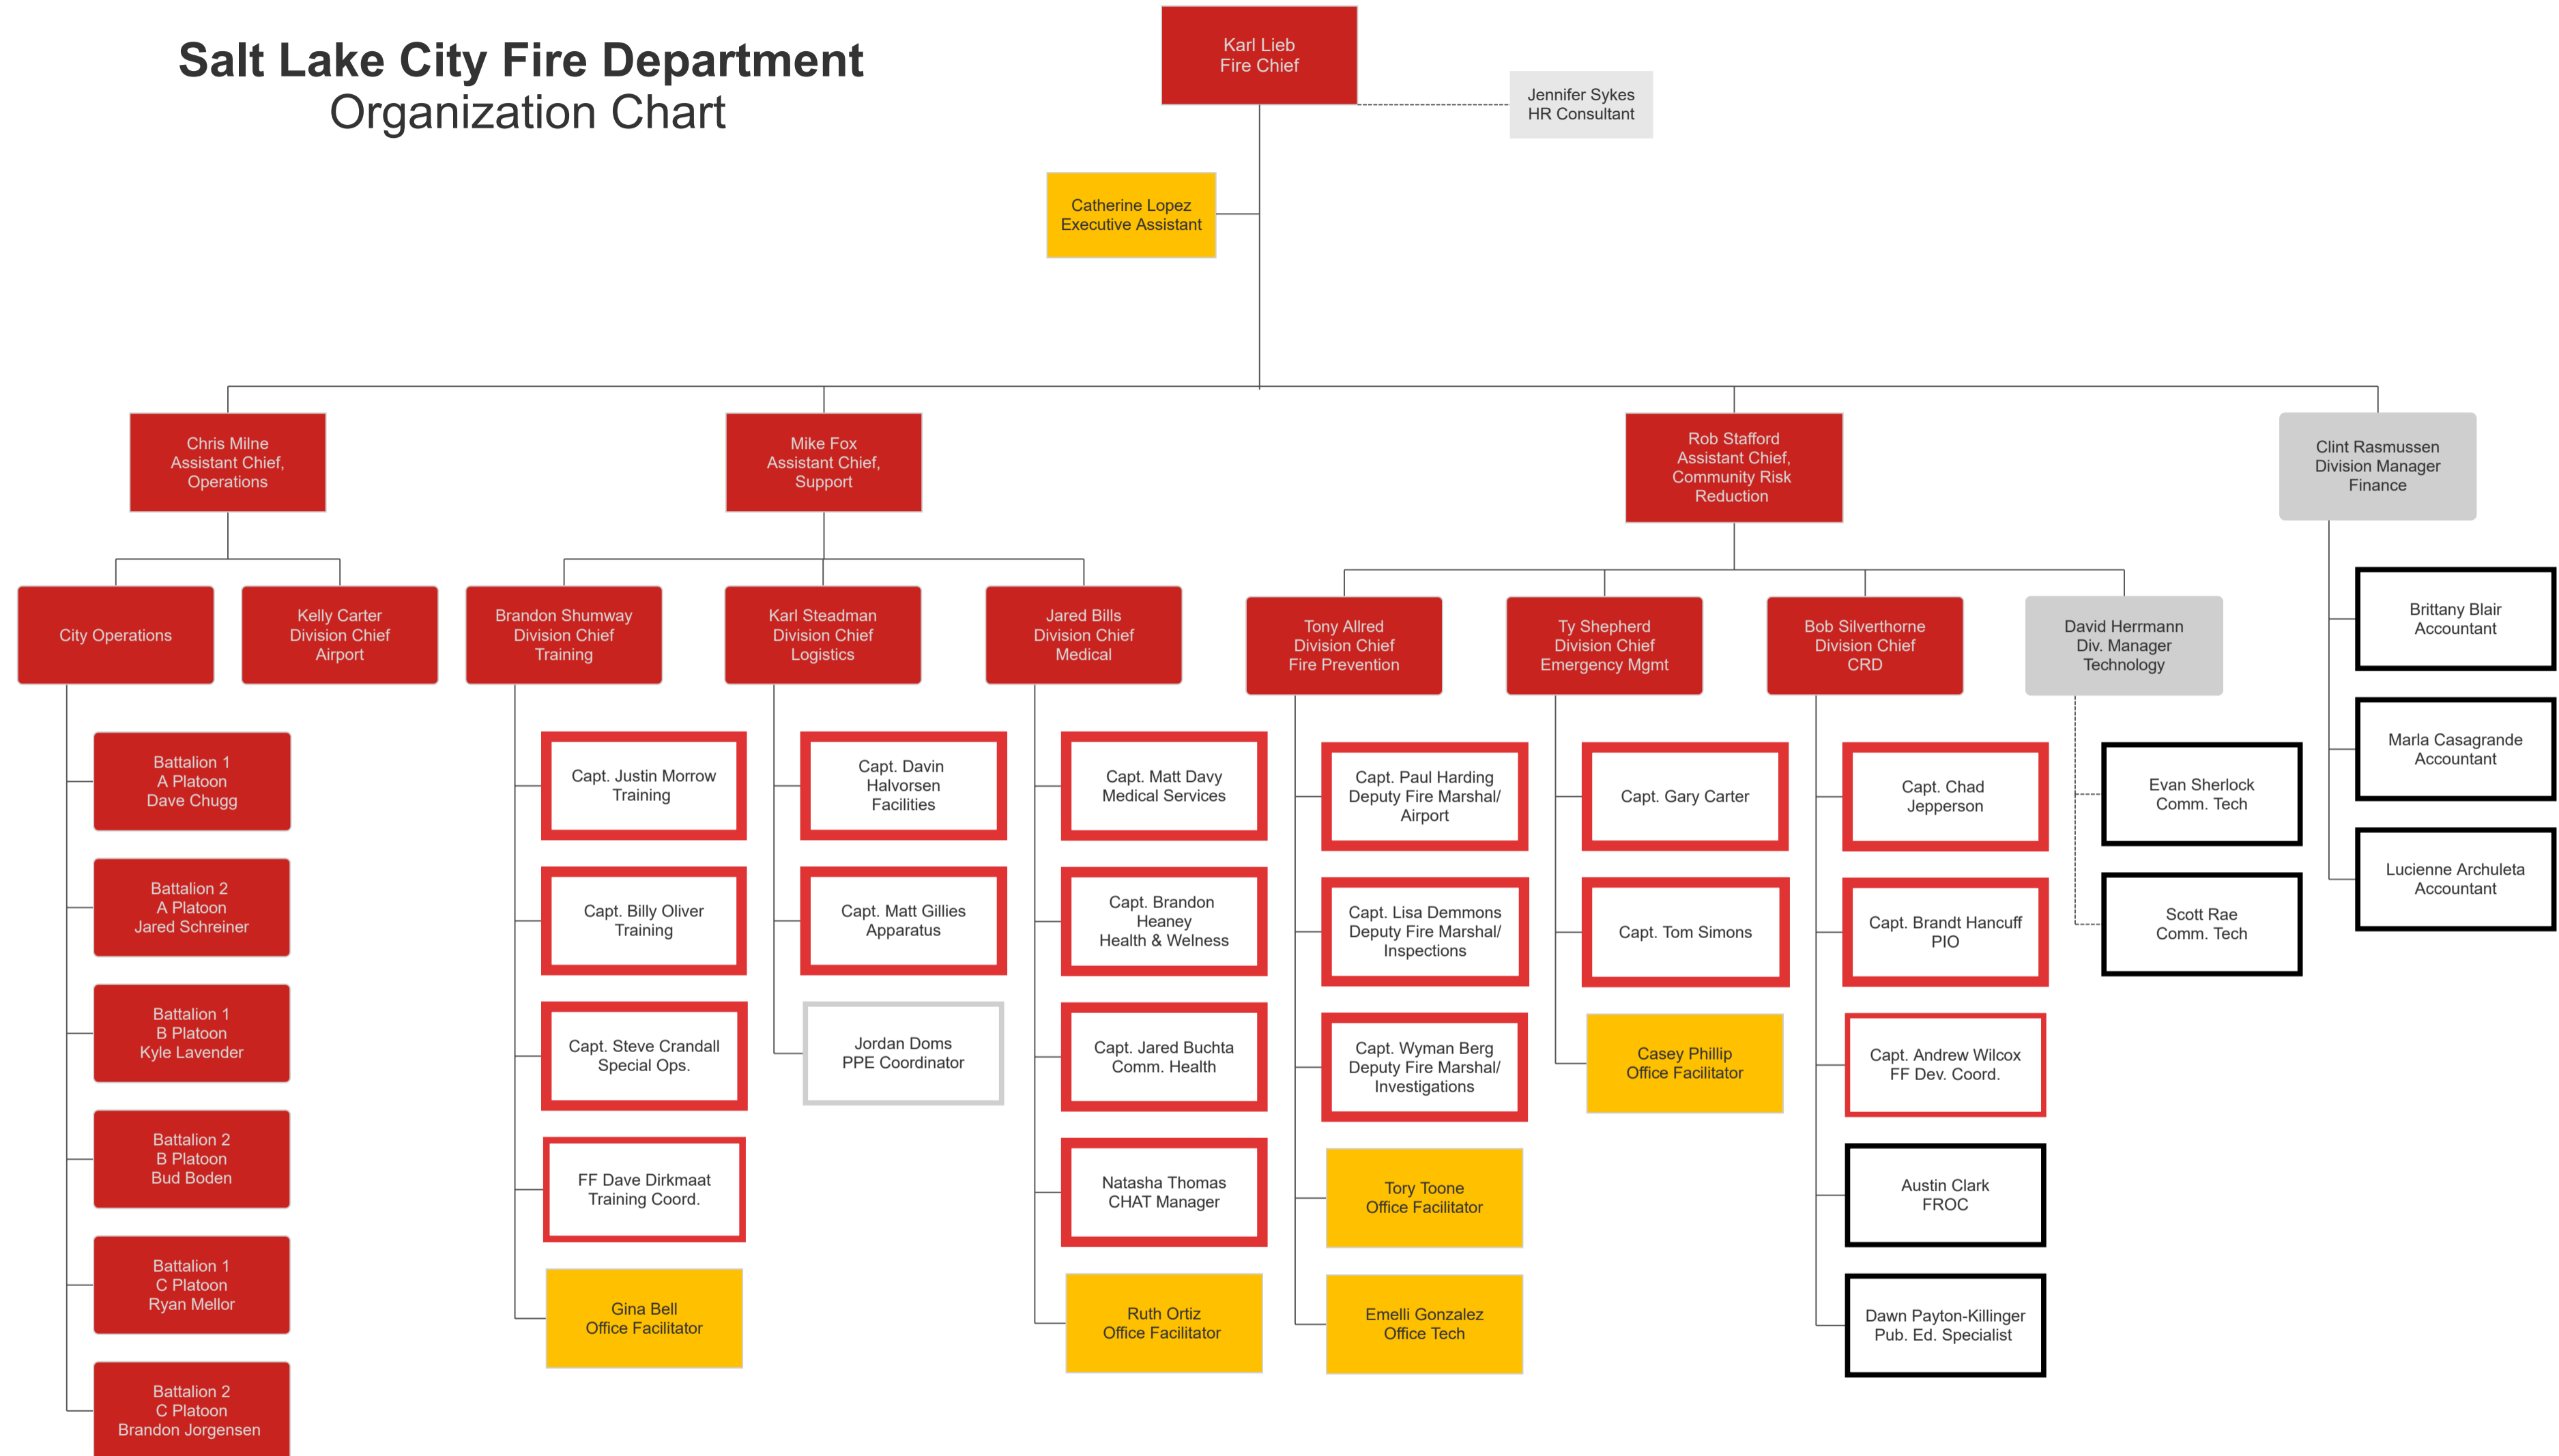 Salt Lake City Fire Department
Organization Chart
Karl Lieb
Fire Chief
Jennifer Sykes
HR Consultant
Catherine Lopez
Executive Assistant
Chris Milne
Assistant Chief,
Operations
Mike Fox
Assistant Chief,
Support
Rob Stafford
Assistant Chief,
Community Risk
Reduction
Clint Rasmussen
Division Manager
Finance
City Operations
Kelly Carter
Division Chief
Airport
Brandon Shumway
Division Chief
Training
Karl Steadman
Division Chief
Logistics
Jared Bills
Division Chief
Medical
Tony Allred
Division Chief
Fire Prevention
Ty Shepherd
Division Chief
Emergency Mgmt
Bob Silverthorne
Division Chief
CRD
David Herrmann
Div. Manager
Technology
Battalion 1
A Platoon
Dave Chugg
Battalion 2
A Platoon
Jared Schreiner
Battalion 1
B Platoon
Kyle Lavender
Battalion 2
B Platoon
Bud Boden
Battalion 1
C Platoon
Ryan Mellor
Battalion 2
C Platoon
Brandon Jorgensen
Capt. Justin Morrow
Training
Capt. Billy Oliver
Training
Capt. Steve Crandall
Special Ops.
FF Dave Dirkmaat
Training Coord.
Gina Bell
Office Facilitator
Capt. Davin
Halvorsen
Facilities
Capt. Matt Gillies
Apparatus
Jordan Doms
PPE Coordinator
Capt. Matt Davy
Medical Services
Capt. Brandon
Heaney
Health & Welness
Capt. Jared Buchta
Comm. Health
Natasha Thomas
CHAT Manager
Ruth Ortiz
Office Facilitator
Capt. Paul Harding
Deputy Fire Marshal/
Airport
Capt. Lisa Demmons
Deputy Fire Marshal/
Inspections
Capt. Wyman Berg
Deputy Fire Marshal/
Investigations
Tory Toone
Office Facilitator
Emelli Gonzalez
Office Tech
Capt. Gary Carter
Capt. Tom Simons
Casey Phillip
Office Facilitator
Capt. Chad
Jepperson
Capt. Brandt Hancuff
PIO
Capt. Andrew Wilcox
FF Dev. Coord.
Austin Clark
FROC
Dawn Payton-Killinger
Pub. Ed. Specialist
Evan Sherlock
Comm. Tech
Scott Rae
Comm. Tech
Brittany Blair
Accountant
Marla Casagrande
Accountant
Lucienne Archuleta
Accountant